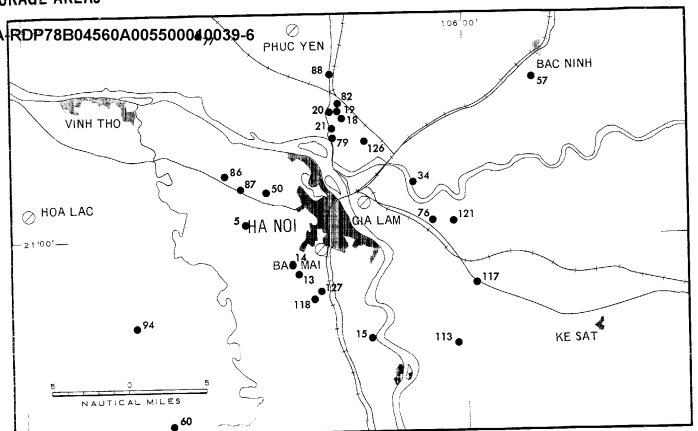 ORAGE AREAS
A-RDP78B04560A005500010039-6
106°00'
PHUC YEN
BAC NINH
88
57
82
20
19
18
VINH THO
21
79
126
86
34
87
50
HOA LAC
5
HA NOI
GIA LAM
76
121
21°00'
14
BAC MAI
13
117
127
118
94
15
113
KE SAT
5
0
5
NAUTICAL MILES
60